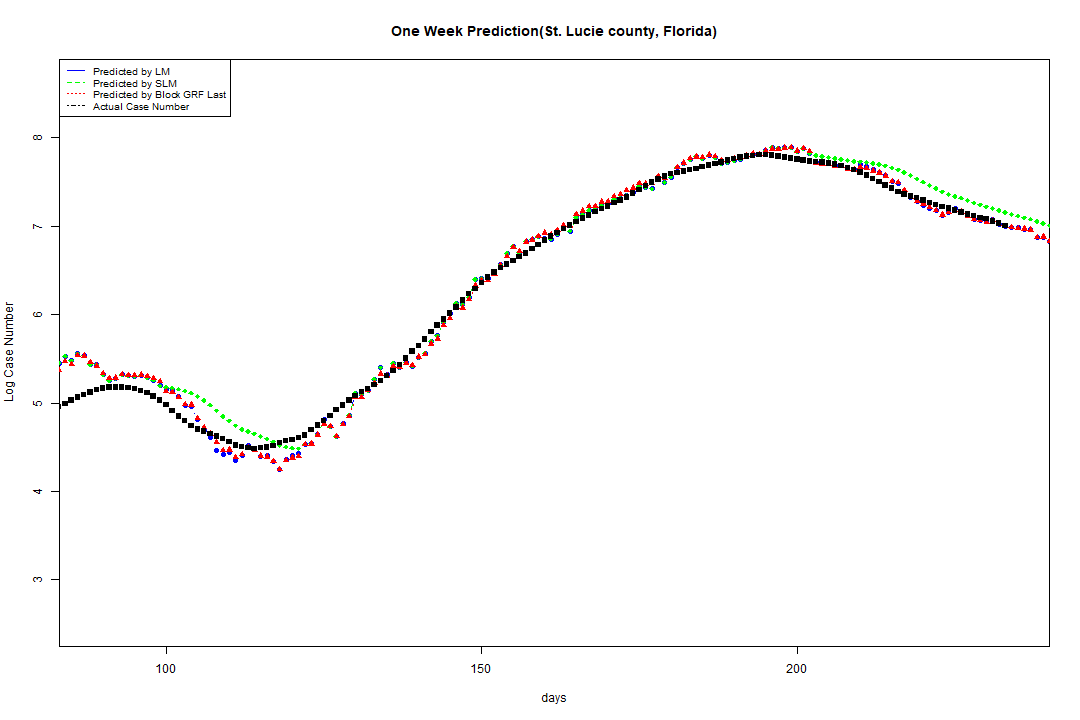 One Week Prediction(St. Lucie county, Florida)
Predicted by LM
Predicted by SLM
Predicted by Block GRF Last
Actual Case Number
8
7
6
5
4
3
Log Case Number
100 150 200
days